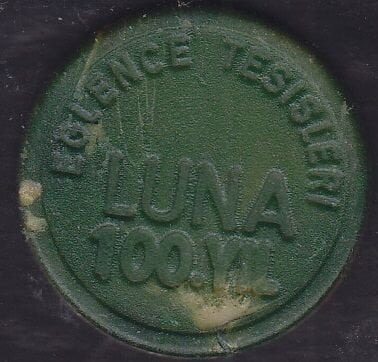 EĞLENCE TESİSLERİ
LUNA
100.YIL